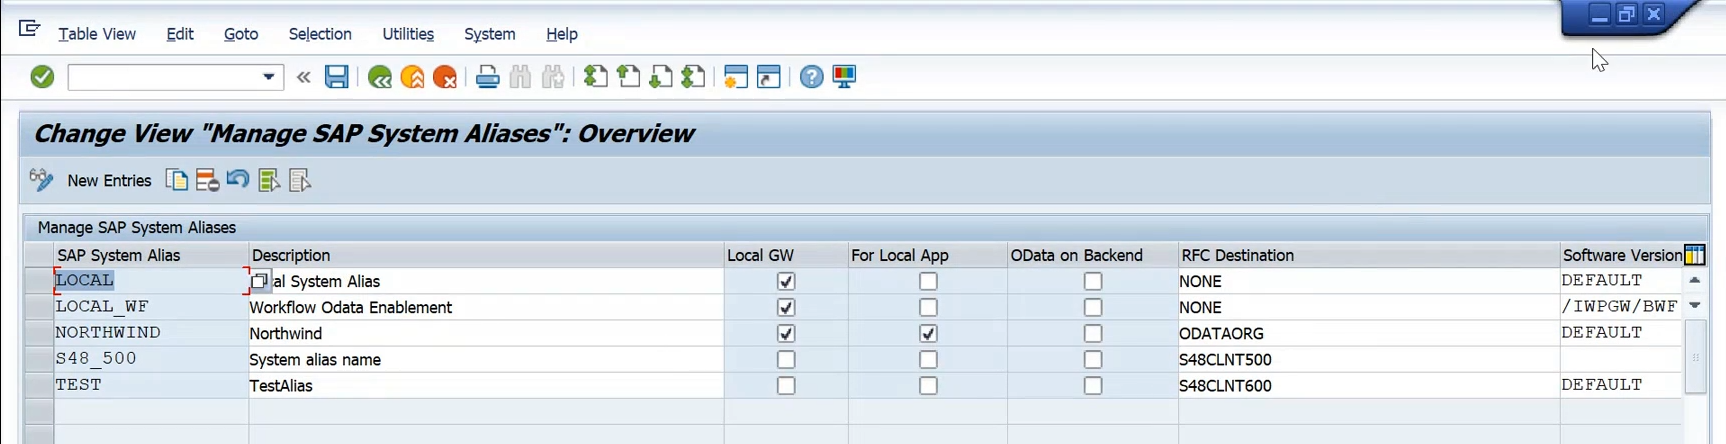 Table View Edit Goto Selection Utilities System Help
Change View "Manage SAP System Aliases": Overview
New Entries
Manage SAP System Aliases
SAP System Alias Description Local GW For Local App OData on Backend RFC Destination Software Version
LOCAL al System Alias NONE DEFAULT
LOCAL_WF Workflow Odata Enablement NONE /IWPGW/BWF
NORTHWIND Northwind ODATAORG DEFAULT
S48_500 System alias name S48CLNT500
TEST TestAlias S48CLNT600 DEFAULT